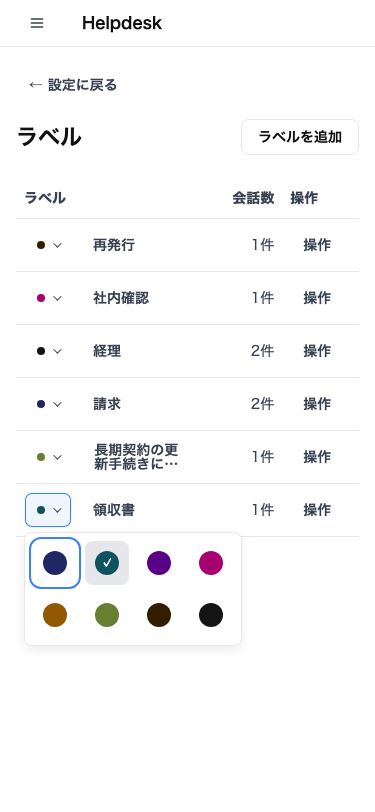 Helpdesk
← 設定に戻る
ラベル
ラベルを追加
ラベル 会話数 操作
再発行 1件 操作
社内確認 1件 操作
経理 2件 操作
請求 2件 操作
長期契約の更
新手続きに… 1件 操作
領収書 1件 操作